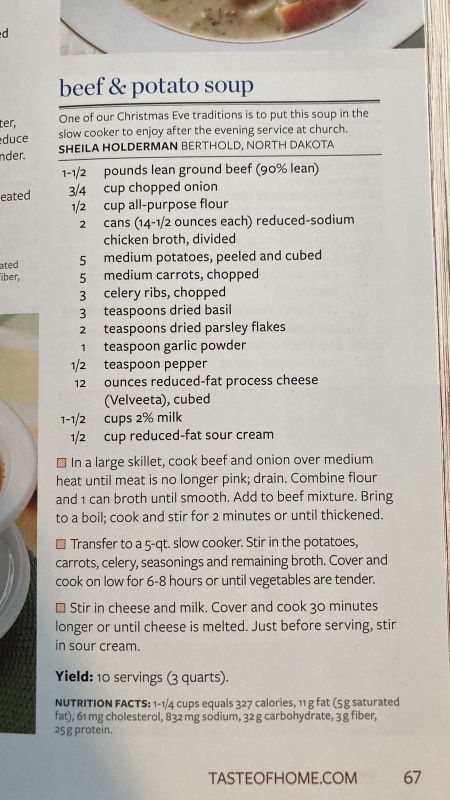 ed
ter,
educe
nder.
eated
ated
iber,
beef & potato soup
One of our Christmas Eve traditions is to put this soup in the
slow cooker to enjoy after the evening service at church.
SHEILA HOLDERMAN BERTHOLD, NORTH DAKOTA
1-1/2 pounds lean ground beef (90% lean)
3/4 cup chopped onion
1/2 cup all-purpose flour
2 cans (14-1/2 ounces each) reduced-sodium
chicken broth, divided
5 medium potatoes, peeled and cubed
5 medium carrots, chopped
3 celery ribs, chopped
3 teaspoons dried basil
2 teaspoons dried parsley flakes
1 teaspoon garlic powder
1/2 teaspoon pepper
12 ounces reduced-fat process cheese
(Velveeta), cubed
1-1/2 cups 2% milk
1/2 cup reduced-fat sour cream
In a large skillet, cook beef and onion over medium
heat until meat is no longer pink; drain. Combine flour
and 1 can broth until smooth. Add to beef mixture. Bring
to a boil; cook and stir for 2 minutes or until thickened.
Transfer to a 5-qt. slow cooker. Stir in the potatoes,
carrots, celery, seasonings and remaining broth. Cover and
cook on low for 6-8 hours or until vegetables are tender.
Stir in cheese and milk. Cover and cook 30 minutes
longer or until cheese is melted. Just before serving, stir
in sour cream.
Yield: 10 servings (3 quarts).
NUTRITION FACTS: 1-1/4 cups equals 327 calories, 11 g fat (5 g saturated
fat), 61 mg cholesterol, 832 mg sodium, 32 g carbohydrate, 3 g fiber,
25 g protein.
TASTEOFHOME.COM 67